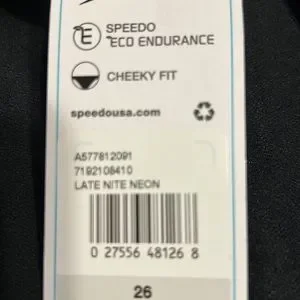 SPEEDO
ECO ENDURANCE
CHEEKY FIT
speedousa.com
A577812091
7192108410
LATE NITE NEON
0 27556 48126 8
26